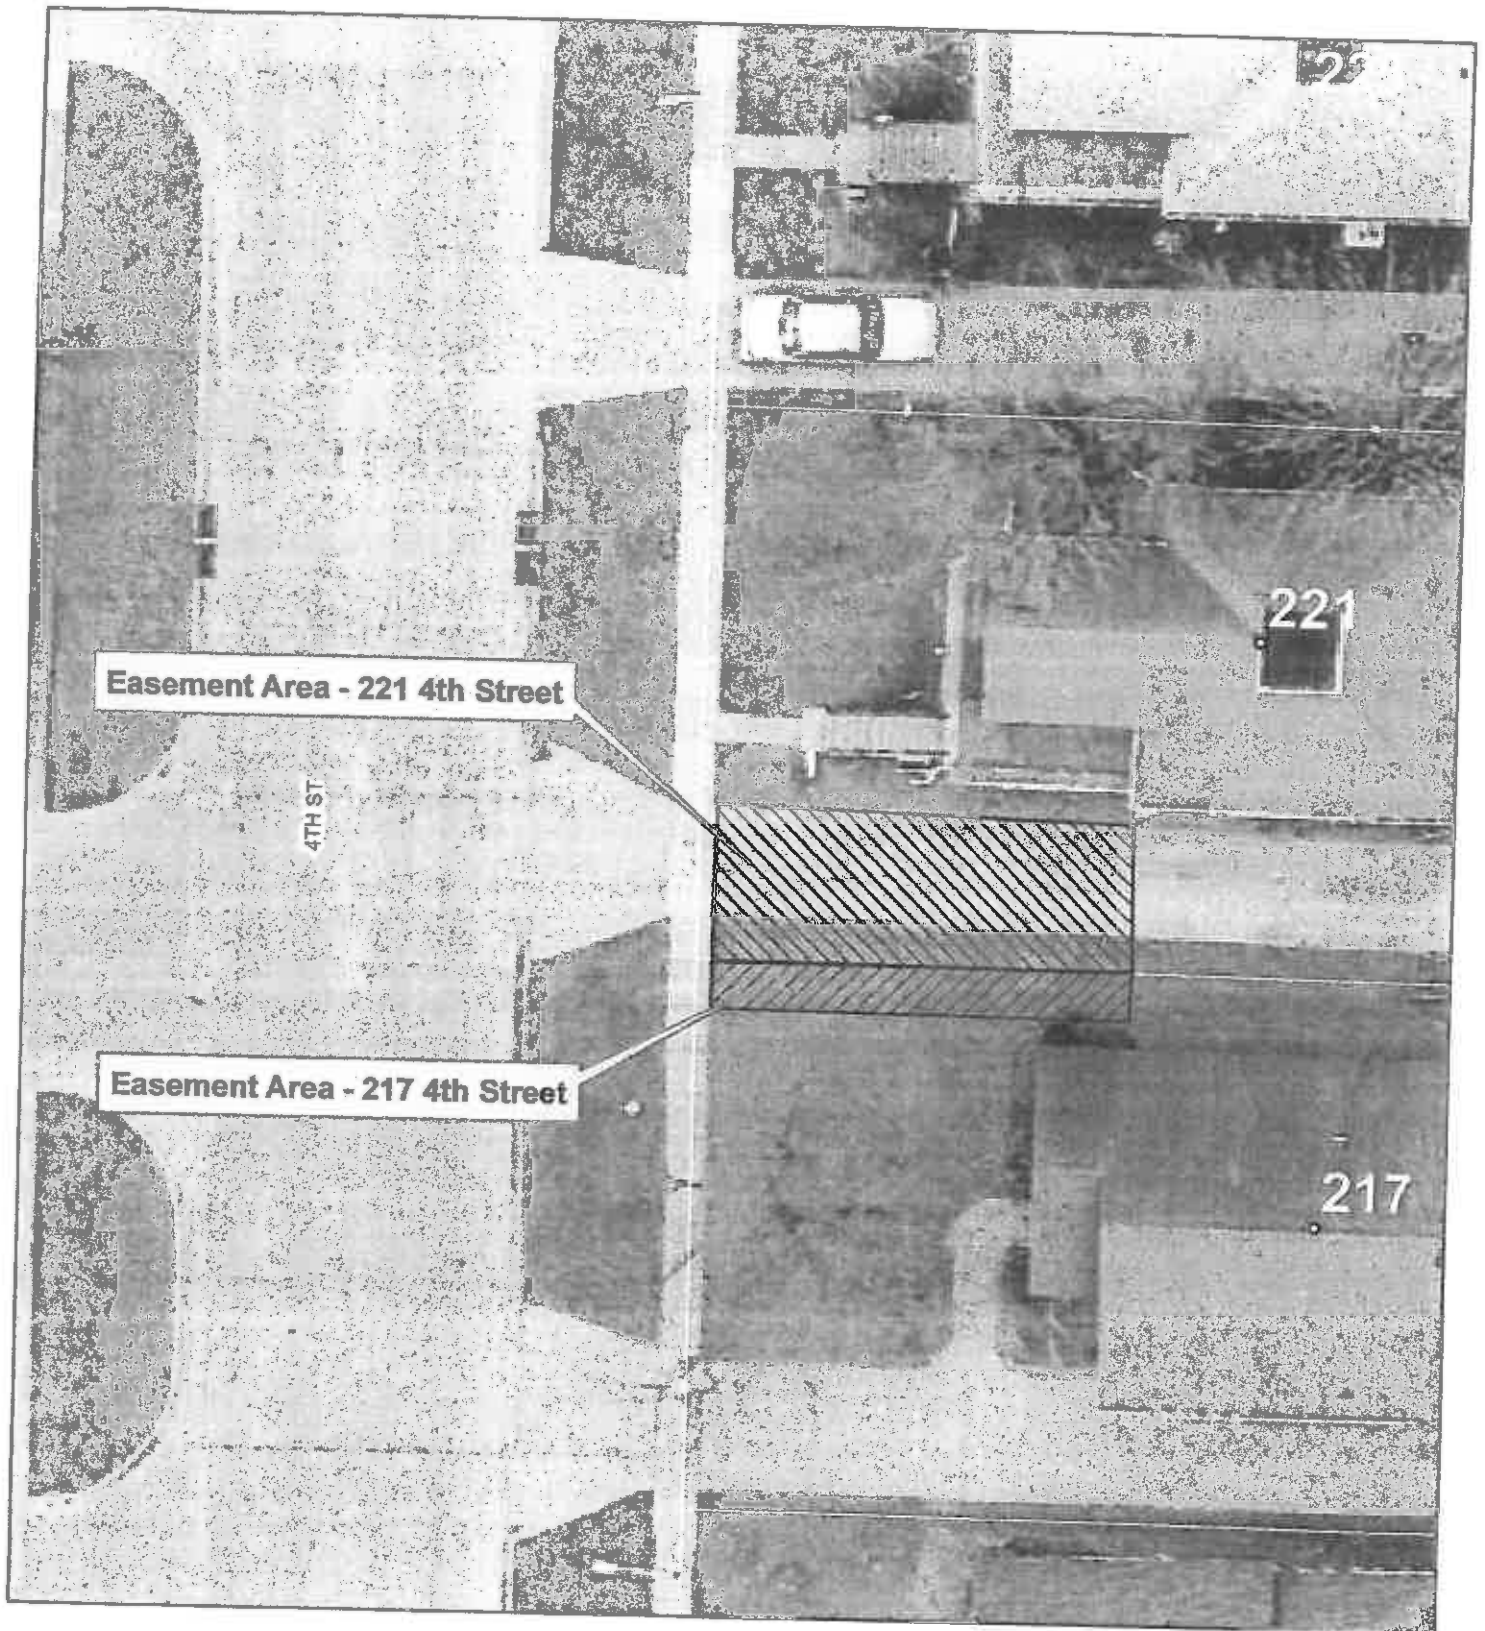 221
Easement Area - 221 4th Street
4TH ST
Easement Area - 217 4th Street
217